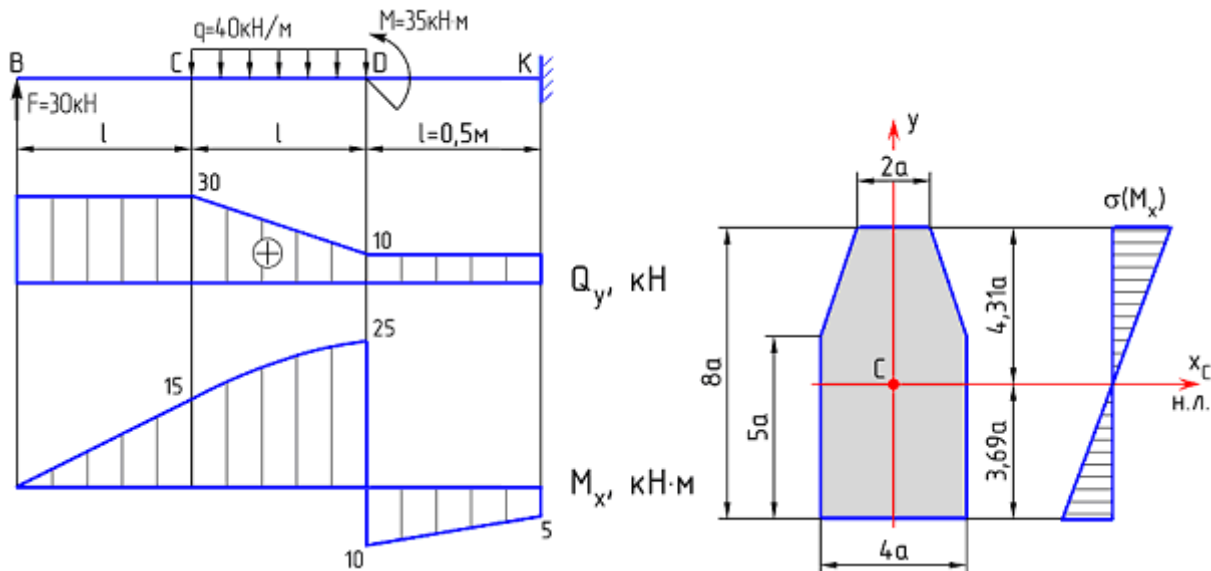 q=40кН/м
M=35кН·м
B
C
D
K
F=30кН
l
l
l=0,5м
30
10
Qy, кН
25
15
Mx, кН·м
10
5
y
2a
σ(Mx)
8a
5a
C
4,31a
3,69a
xC
н.л.
4a